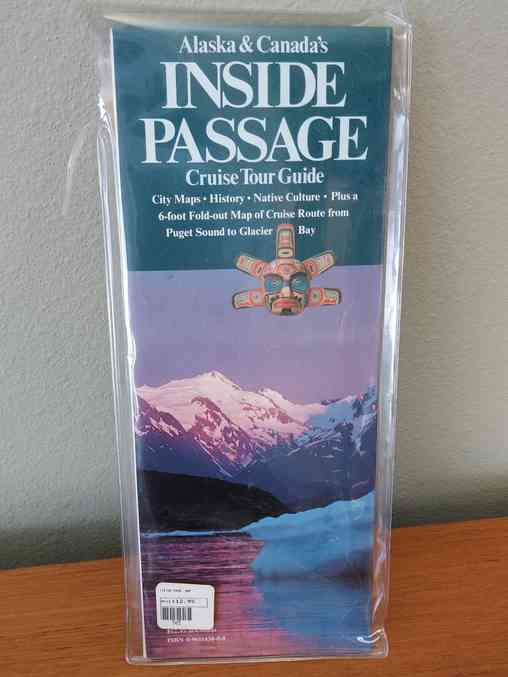 Alaska & Canada's
INSIDE
PASSAGE
Cruise Tour Guide
City Maps • History • Native Culture • Plus a
6-foot Fold-out Map of Cruise Route from
Puget Sound to Glacier Bay